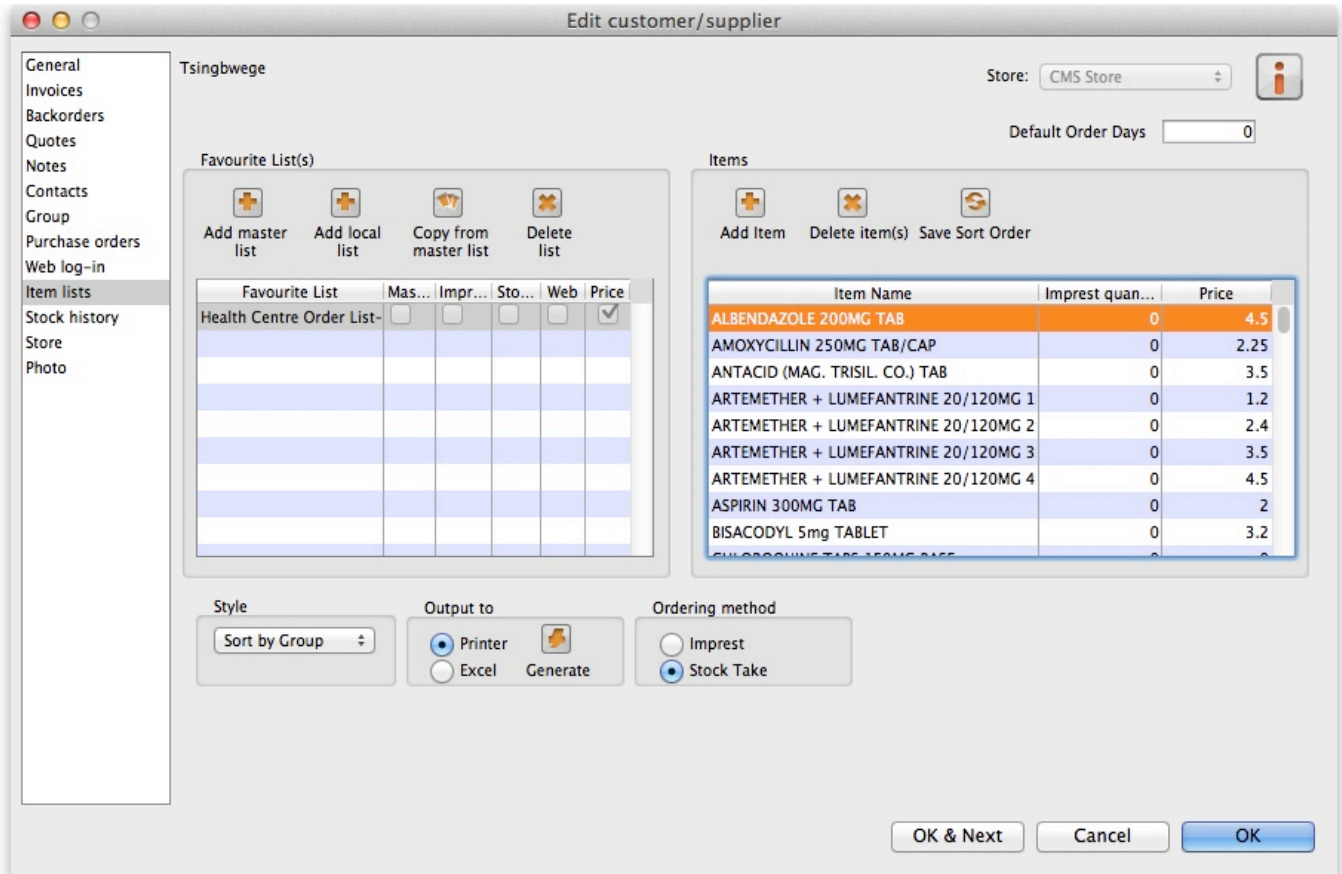 Edit customer/supplier
General
Invoices
Backorders
Quotes
Notes
Contacts
Group
Purchase orders
Web log-in
Item lists
Stock history
Store
Photo
Tsingbwege
Store: CMS Store
Default Order Days 0
Favourite List(s)
Add master list
Add local list
Copy from master list
Delete list
Favourite List Mas... Impr... Sto... Web Price
Health Centre Order List-
Items
Add Item Delete item(s) Save Sort Order
Item Name Imprest quan... Price
ALBENDAZOLE 200MG TAB 0 4.5
AMOXYCILLIN 250MG TAB/CAP 0 2.25
ANTACID (MAG. TRISIL. CO.) TAB 0 3.5
ARTEMETHER + LUMEFANTRINE 20/120MG 1 0 1.2
ARTEMETHER + LUMEFANTRINE 20/120MG 2 0 2.4
ARTEMETHER + LUMEFANTRINE 20/120MG 3 0 3.5
ARTEMETHER + LUMEFANTRINE 20/120MG 4 0 4.5
ASPIRIN 300MG TAB 0 2
BISACODYL 5mg TABLET 0 3.2
Style
Sort by Group
Output to
Printer
Excel
Generate
Ordering method
Imprest
Stock Take
OK & Next Cancel OK